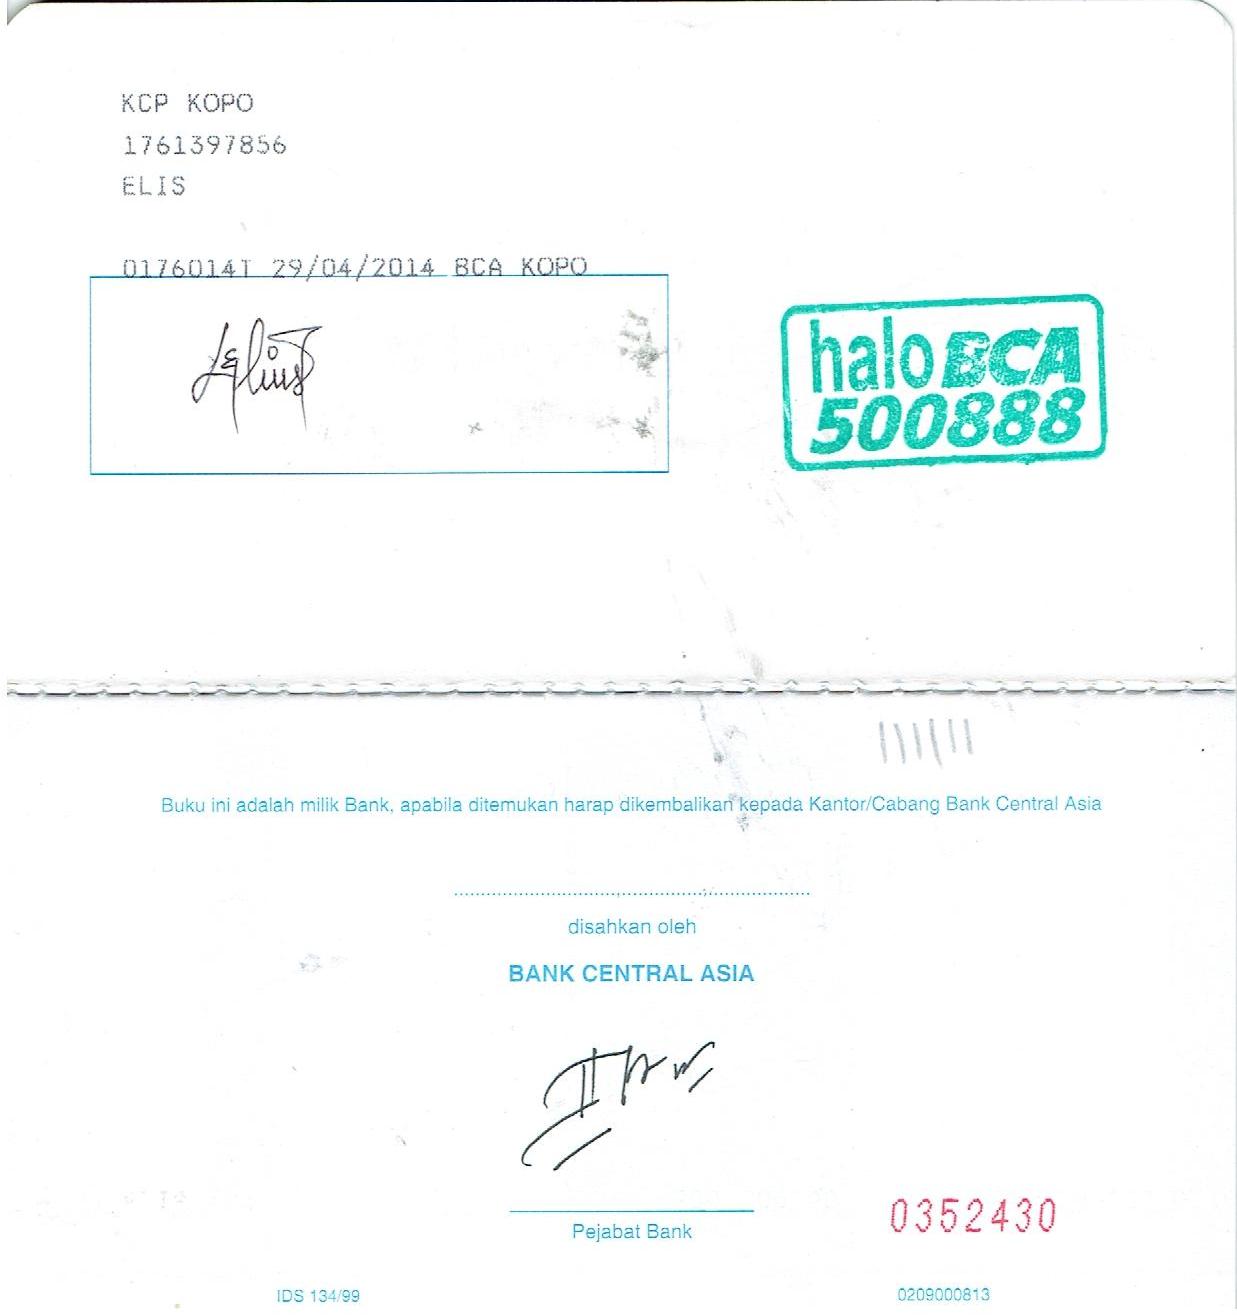 KCP KOPO
1761397856
ELIS
0176014T 29/04/2014 BCA KOPO
halo BCA
500888
Buku ini adalah milik Bank, apabila ditemukan harap dikembalikan kepada Kantor/Cabang Bank Central Asia
disahkan oleh
BANK CENTRAL ASIA
Pejabat Bank
0352430
IDS 134/99
0209000813